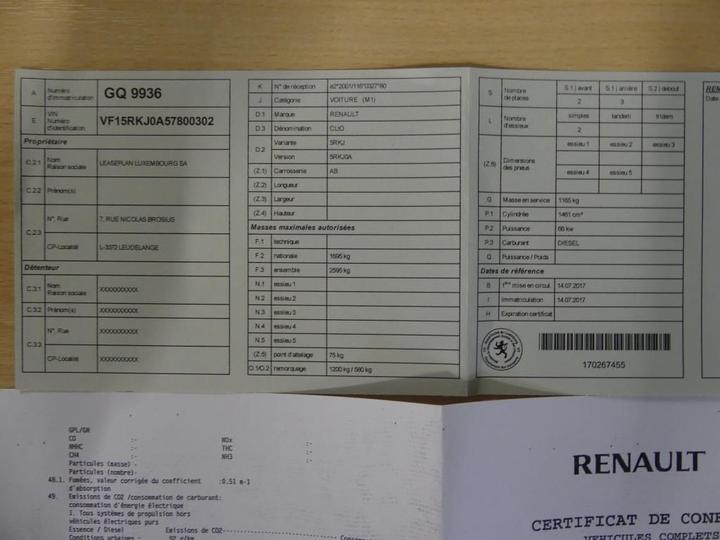 A Numéro d'immatriculation GQ 9936
E VIN Numéro d'identification VF15RKJ0A57800302
Propriétaire
C.2.1 Nom Raison sociale LEASEPLAN LUXEMBOURG SA
C.2.2 Prénom(s)
C.2.3 N°, Rue 7, RUE NICOLAS BROSIUS
CP-Localité L-3372 LEUDELANGE
Détenteur
C.3.1 Nom Raison sociale XXXXXXXXXX
C.3.2 Prénom(s) XXXXXXXXXX
C.3.3 N°, Rue XXXXXXXXXX
CP-Localité XXXXXXXXXX
K N° de réception e2*2001/116*0327*80
J Catégorie VOITURE (M1)
D.1 Marque RENAULT
D.3 Dénomination CLIO
D.2 Variante 5RKJ
Version 5RKJ0A
(Z.1) Carrosserie AB
(Z.2) Longueur
(Z.3) Largeur
(Z.4) Hauteur
Masses maximales autorisées
F.1 technique
F.2 nationale 1695 kg
F.3 ensemble 2595 kg
N.1 essieu 1
N.2 essieu 2
N.3 essieu 3
N.4 essieu 4
N.5 essieu 5
(Z.5) point d'attelage 75 kg
O.1/O.2 remorquage 1200 kg / 580 kg
S Nombre de places S.1 | avant S.1 | arrière S.2 | debout
2 3
L Nombre d'essieux simples tandem tridem
2
(Z.6) Dimensions des pneus essieu 1 essieu 2 essieu 3
essieu 4 essieu 5
G Masse en service 1165 kg
P.1 Cylindrée 1461 cm³
P.2 Puissance 66 kw
P.3 Carburant DIESEL
Q Puissance / Poids
Dates de référence
B 1ère mise en circul. 14.07.2017
I Immatriculation 14.07.2017
H Expiration certificat
170267455
REM
Date
GPL/GN
CO :- NOx :-
NMHC :- THC :-
CH4 :- NH3 :-
Particules (masse) -
Particules (nombre)-
48.1. Fumées, valeur corrigée du coefficient :0.51 m-1
d'absorption
49. Emissions de CO2 /consommation de carburant:
consommation d'énergie électrique
1. Tous systèmes de propulsion hors
véhicules électriques purs
Essence / Diesel Emissions de CO2
Conditions urbaines - 92 g/km
RENAULT
CERTIFICAT DE CONF
VEHICULES COMPLETS